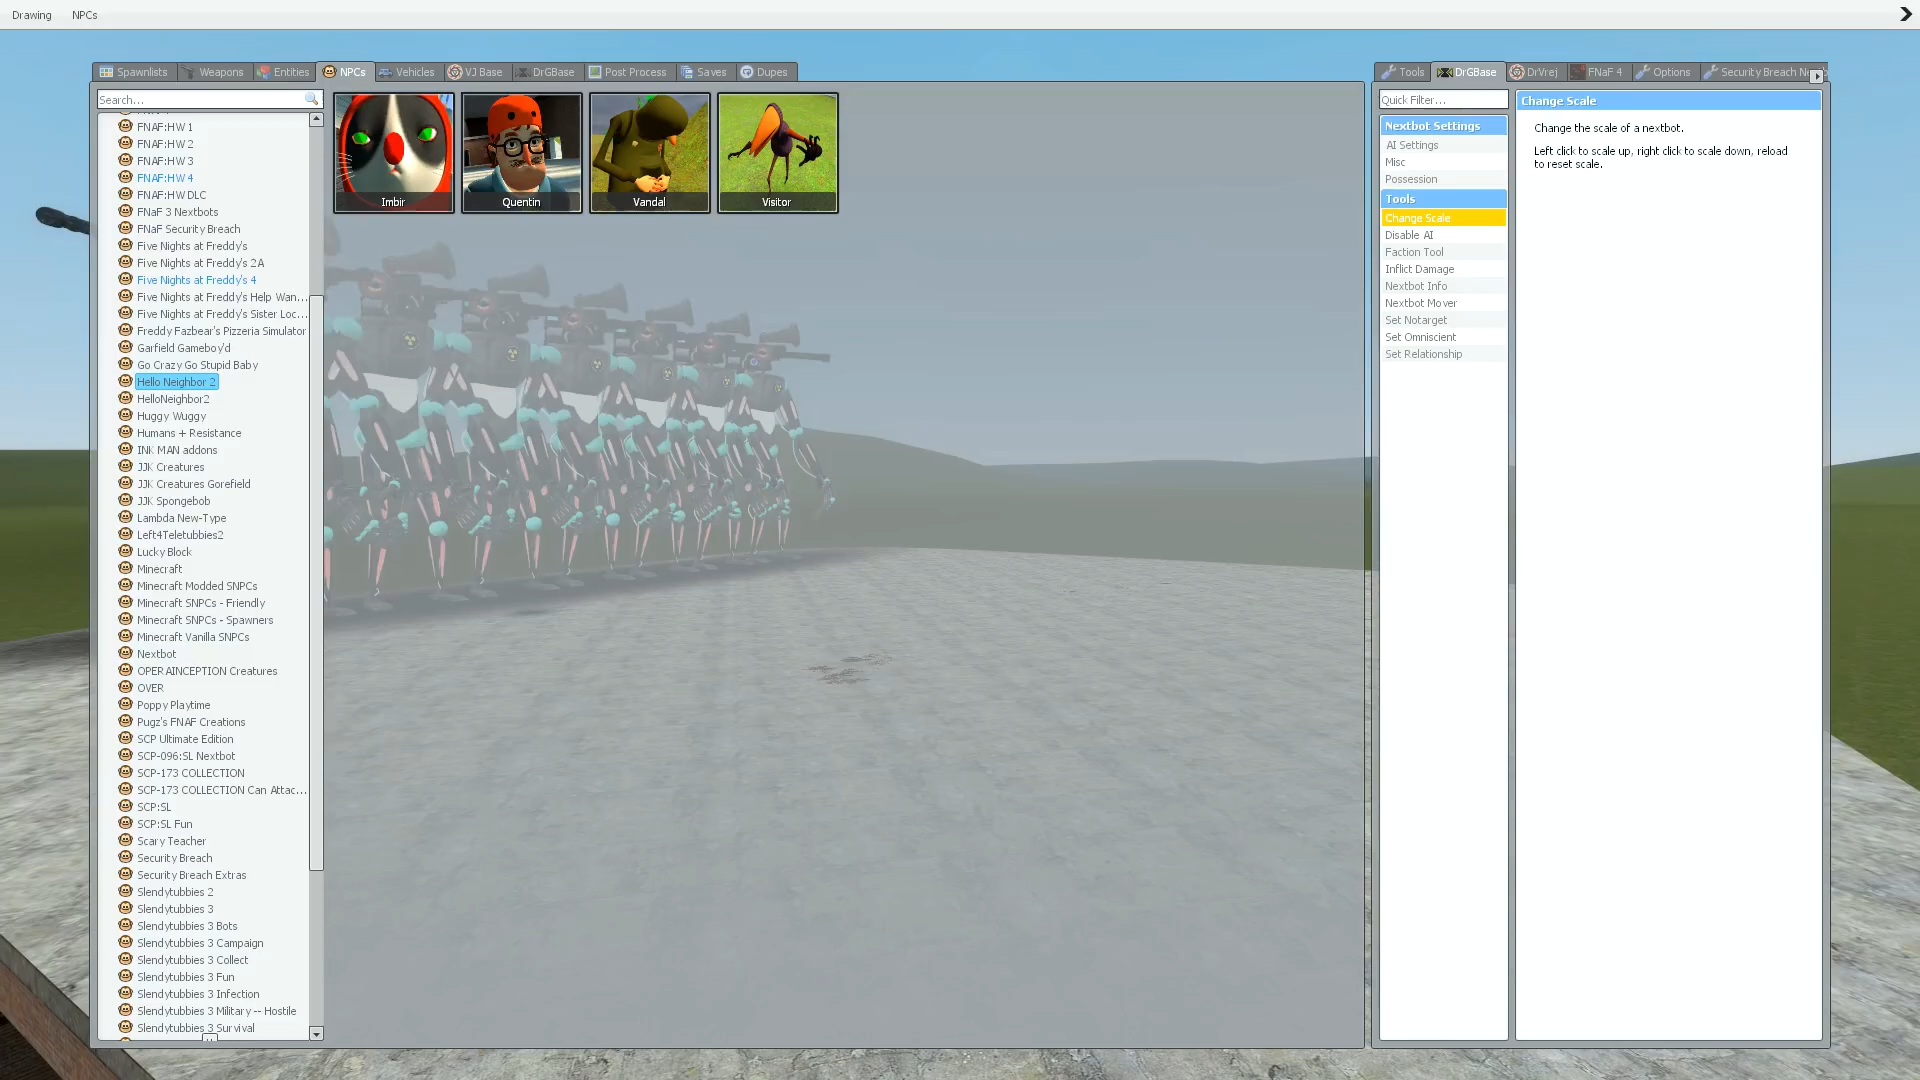 Drawing NPCs
Spawnlists Weapons Entities NPCs Vehicles VJ Base DrGBase Post Process Saves Dupes
Search...
FNAF:HW 1
FNAF:HW 2
FNAF:HW 3
FNAF:HW 4
FNAF:HW DLC
FNaF 3 Nextbots
FNaF Security Breach
Five Nights at Freddy's
Five Nights at Freddy's 2A
Five Nights at Freddy's 4
Five Nights at Freddy's Help Wan...
Five Nights at Freddy's Sister Loc...
Freddy Fazbear's Pizzeria Simulator
Garfield Gameboy'd
Go Crazy Go Stupid Baby
Hello Neighbor 2
HelloNeighbor2
Huggy Wuggy
Humans + Resistance
INK MAN addons
JJK Creatures
JJK Creatures Gorefield
JJK Spongebob
Lambda New-Type
Left4Teletubbies2
Lucky Block
Minecraft
Minecraft Modded SNPCs
Minecraft SNPCs - Friendly
Minecraft SNPCs - Spawners
Minecraft Vanilla SNPCs
Nextbot
OPERAINCEPTION Creatures
OVER
Poppy Playtime
Pugz's FNAF Creations
SCP Ultimate Edition
SCP-096:SL Nextbot
SCP-173 COLLECTION
SCP-173 COLLECTION Can Attac...
SCP:SL
SCP:SL Fun
Scary Teacher
Security Breach
Security Breach Extras
Slendytubbies 2
Slendytubbies 3
Slendytubbies 3 Bots
Slendytubbies 3 Campaign
Slendytubbies 3 Collect
Slendytubbies 3 Fun
Slendytubbies 3 Infection
Slendytubbies 3 Military -- Hostile
Slendytubbies 3 Survival
Imbir Quentin Vandal Visitor
Tools DrGBase DrVrej FNaF 4 Options Security Breach
Quick Filter...
Nextbot Settings
AI Settings
Misc
Possession
Tools
Change Scale
Disable AI
Faction Tool
Inflict Damage
Nextbot Info
Nextbot Mover
Set Notarget
Set Omniscient
Set Relationship
Change Scale
Change the scale of a nextbot.
Left click to scale up, right click to scale down, reload
to reset scale.